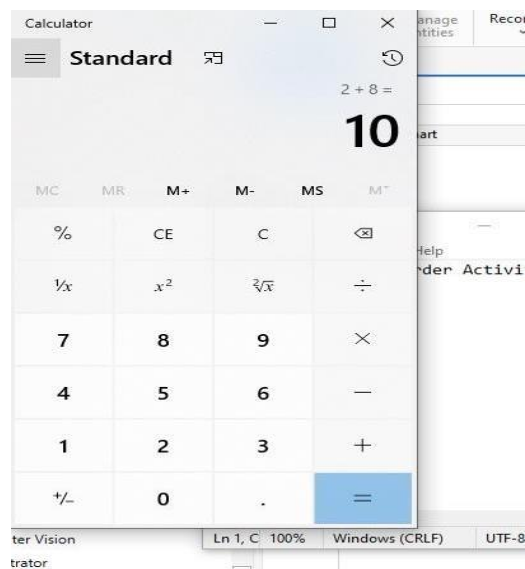 Calculator
anage
ntities
Recor
Standard
2 + 8 =
10
art
MC MR M+ M- MS M˅
% CE C
Help
¹/x x² ²√x ÷
rder Activi
7 8 9 ×
4 5 6 −
1 2 3 +
+/− 0 . =
ter Vision
Ln 1, C 100% Windows (CRLF) UTF-8
trator